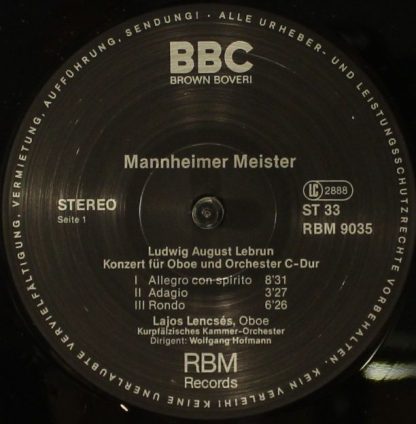 ALLE URHEBER- UND LEISTUNGSSCHUTZRECHTE VORBEHALTEN. KEIN VERLEIH! KEINE UNERLAUBTE VERVIELFÄLTIGUNG, VERMIETUNG, AUFFÜHRUNG, SENDUNG! ·
BBC
BROWN BOVERI
Mannheimer Meister
STEREO
Seite 1
LC 2888
ST 33
RBM 9035
Ludwig August Lebrun
Konzert für Oboe und Orchester C-Dur
I Allegro con spirito 8'31
II Adagio 3'27
III Rondo 6'26
Lajos Lencsés, Oboe
Kurpfälzisches Kammer-Orchester
Dirigent: Wolfgang Hofmann
RBM
Records